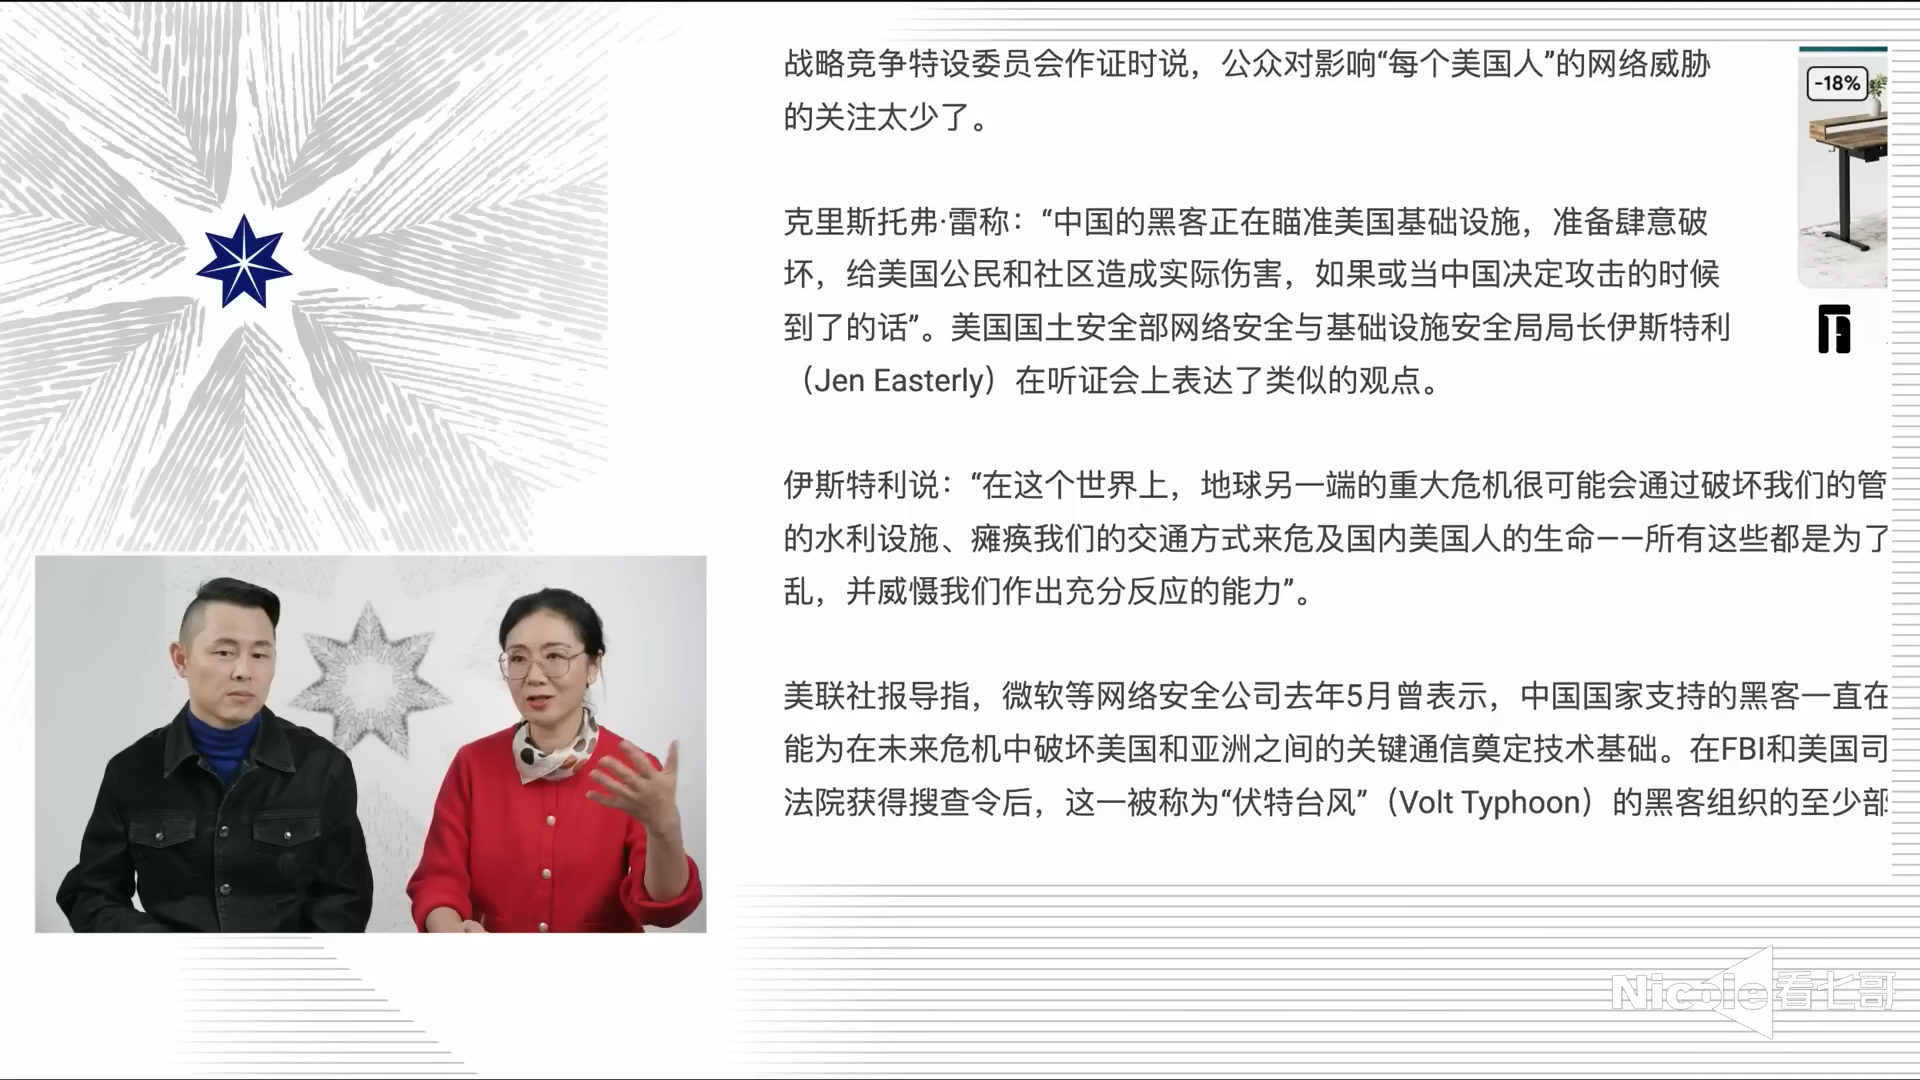 战略竞争特设委员会作证时说，公众对影响“每个美国人”的网络威胁
的关注太少了。
-18%
克里斯托弗·雷称：“中国的黑客正在瞄准美国基础设施，准备肆意破
坏，给美国公民和社区造成实际伤害，如果或当中国决定攻击的时候
到了的话”。美国国土安全部网络安全与基础设施安全局局长伊斯特利
（Jen Easterly）在听证会上表达了类似的观点。
伊斯特利说：“在这个世界上，地球另一端的重大危机很可能会通过破坏我们的管
的水利设施、瘫痪我们的交通方式来危及国内美国人的生命——所有这些都是为了
乱，并威慑我们作出充分反应的能力”。
美联社报导指，微软等网络安全公司去年5月曾表示，中国国家支持的黑客一直在
能为在未来危机中破坏美国和亚洲之间的关键通信奠定技术基础。在FBI和美国司
法院获得搜查令后，这一被称为“伏特台风”（Volt Typhoon）的黑客组织的至少部
Nicole看七哥